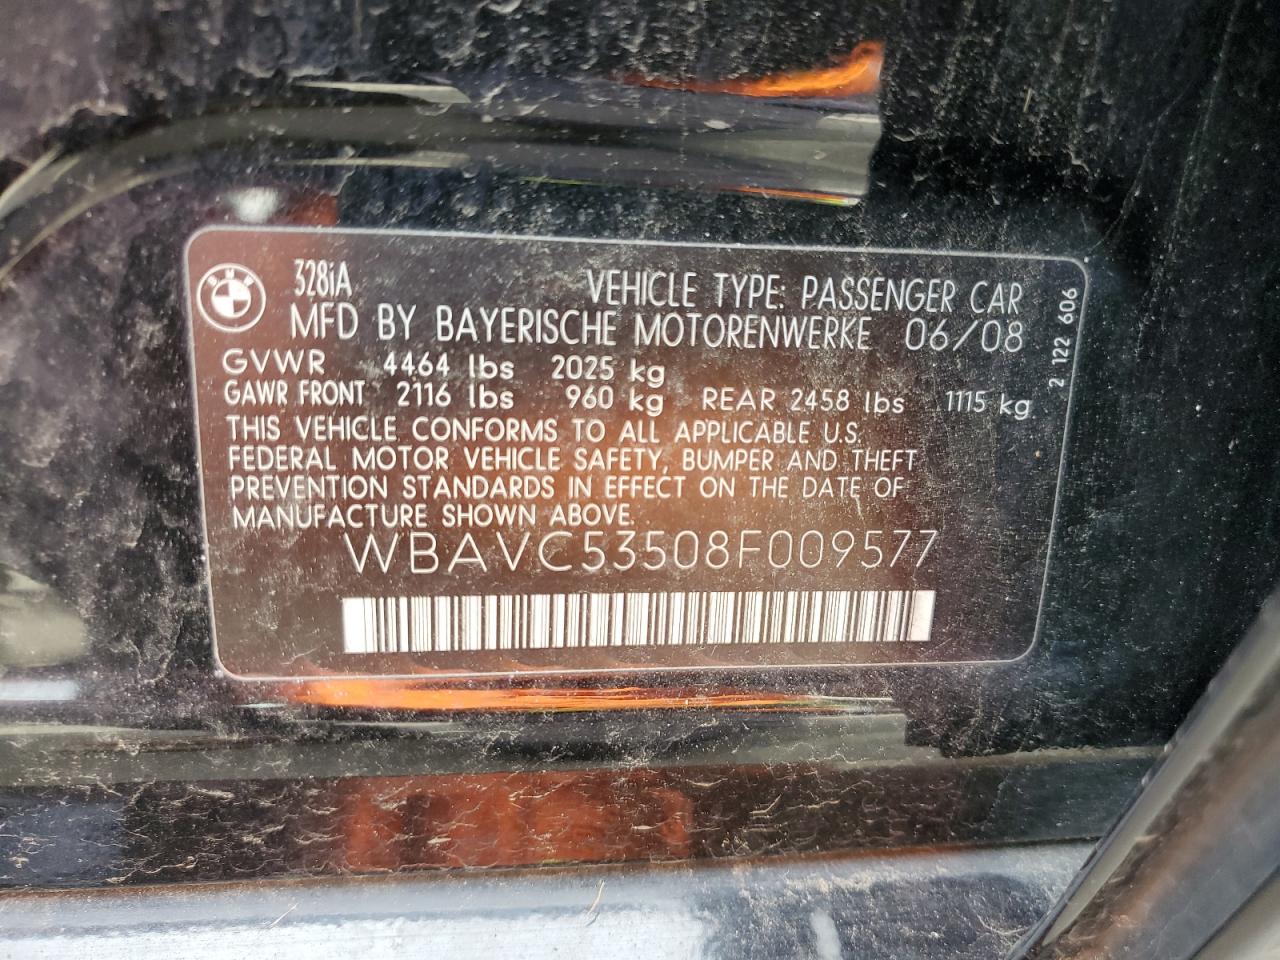 BMW
328iA VEHICLE TYPE: PASSENGER CAR
MFD BY BAYERISCHE MOTORENWERKE 06/08
GVWR 4464 lbs 2025 kg
GAWR FRONT 2116 lbs 960 kg REAR 2458 lbs 1115 kg
THIS VEHICLE CONFORMS TO ALL APPLICABLE U.S.
FEDERAL MOTOR VEHICLE SAFETY, BUMPER AND THEFT
PREVENTION STANDARDS IN EFFECT ON THE DATE OF
MANUFACTURE SHOWN ABOVE.
WBAVC53508F009577
2 122 606